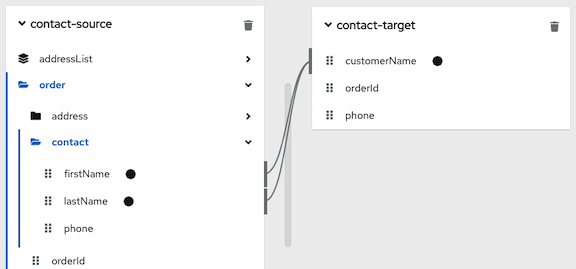 contact-source
addressList
order
address
contact
firstName
lastName
phone
orderId
contact-target
customerName
orderId
phone